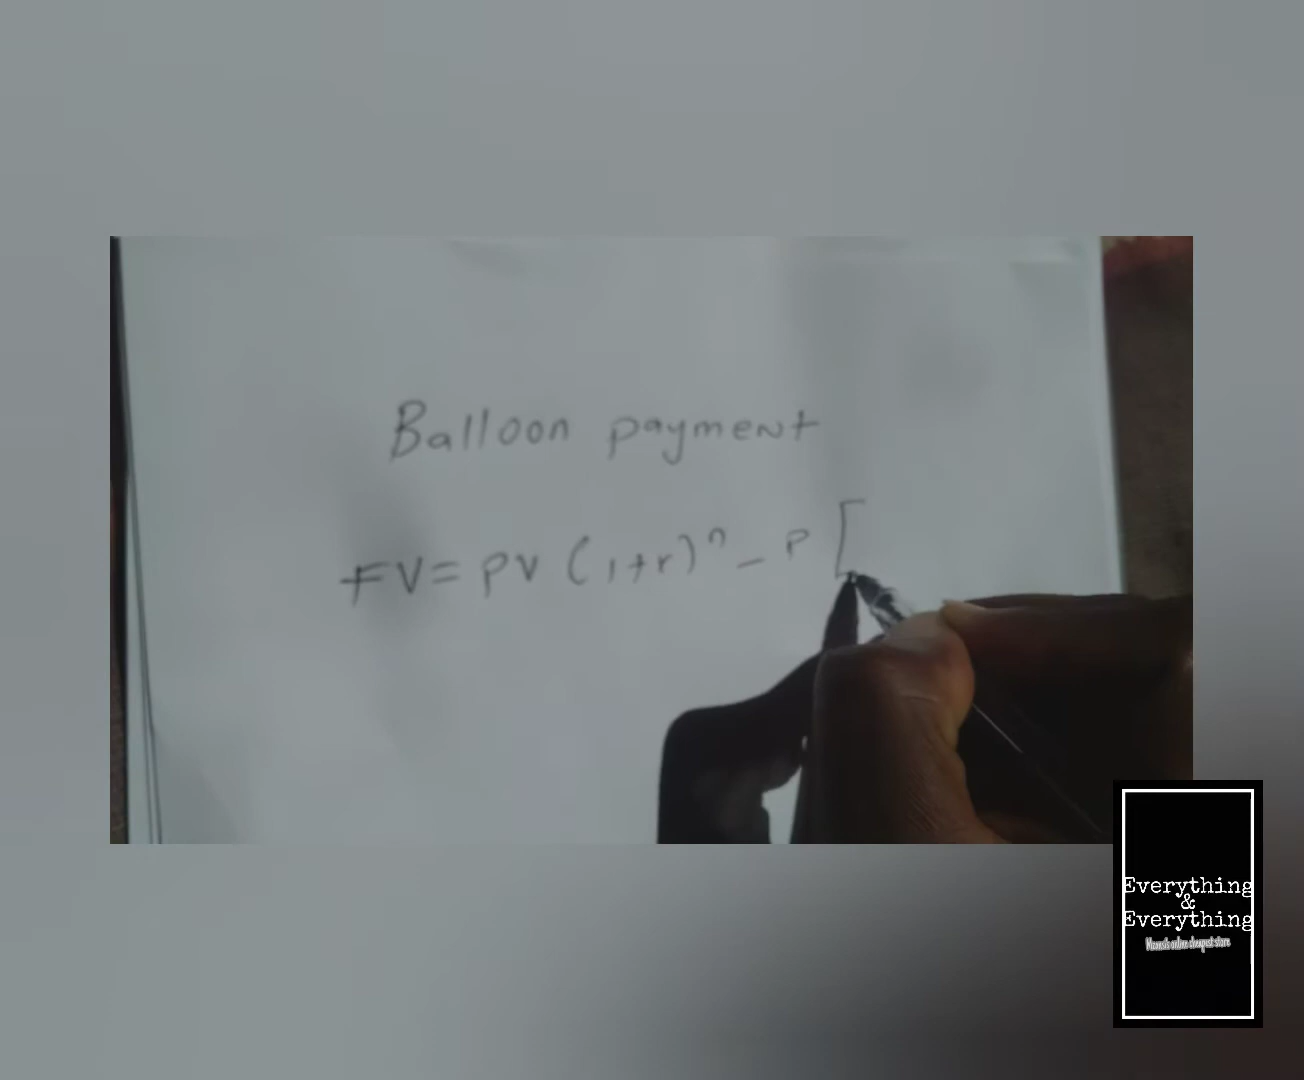 Balloon payment
FV = PV (1+r)ⁿ - P [
Everything
&
Everything